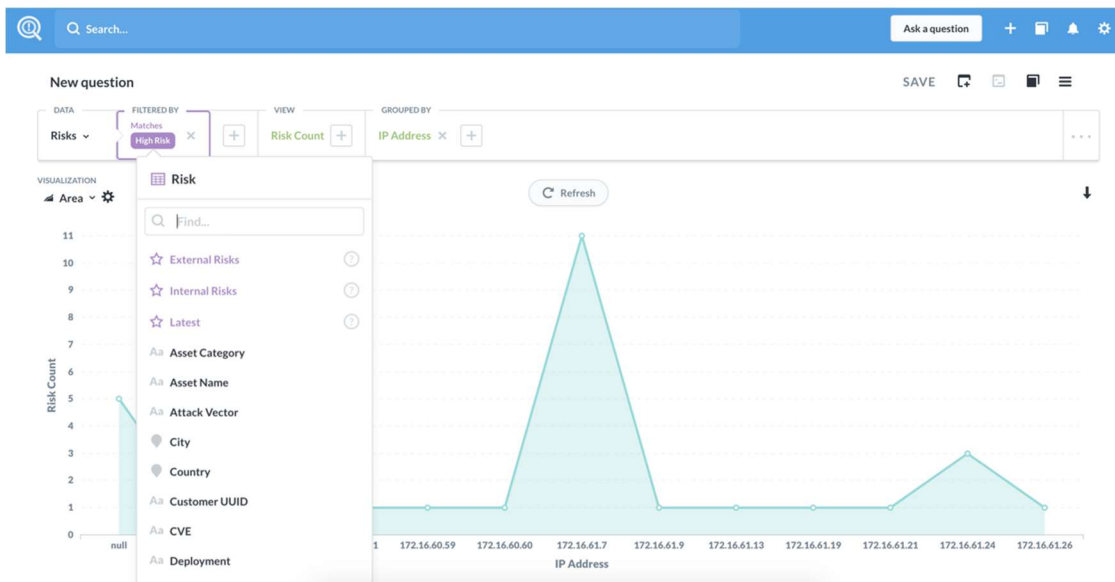 Search...
Ask a question
New question
SAVE
DATA
FILTERED BY
VIEW
GROUPED BY
Risks
Matches
High Risk
Risk Count
IP Address
VISUALIZATION
Area
Risk
Refresh
Find...
External Risks
Internal Risks
Latest
Asset Category
Aa
Asset Name
Aa
Attack Vector
Aa
City
Country
Customer UUID
Aa
CVE
Aa
Deployment
Aa
Risk Count
11
10
9
8
7
6
5
4
3
2
1
0
null
1
172.16.60.59
172.16.60.60
172.16.61.7
172.16.61.9
172.16.61.13
172.16.61.19
172.16.61.21
172.16.61.24
172.16.61.26
IP Address